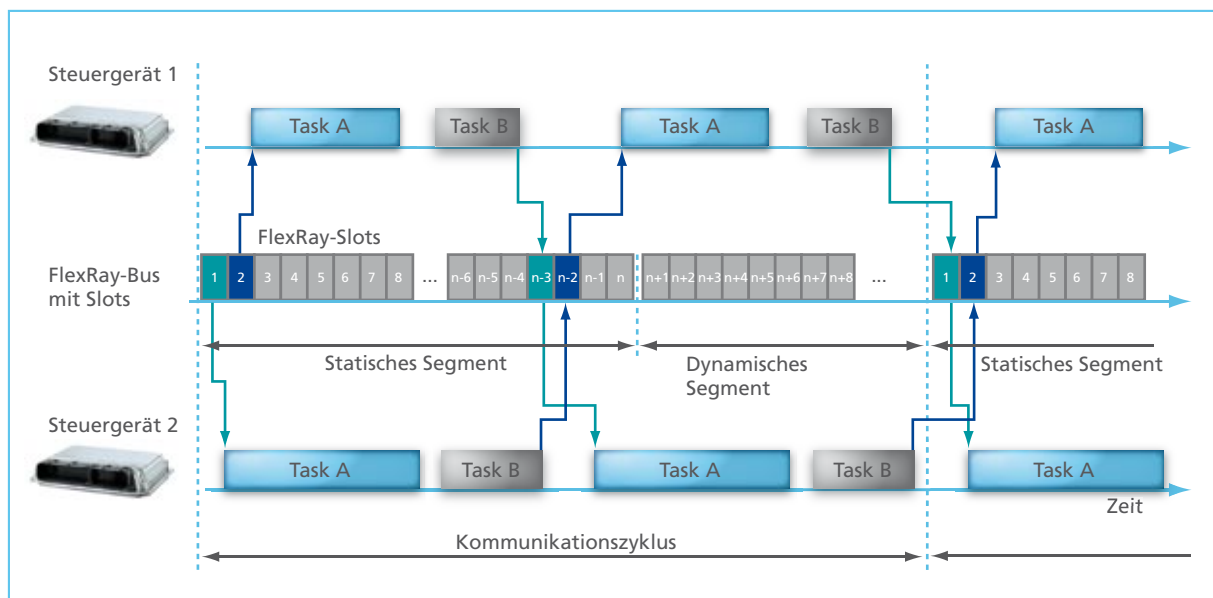 Steuergerät 1
Task A Task B Task A Task B Task A
FlexRay-Slots
FlexRay-Bus
mit Slots
1 2 3 4 5 6 7 8 ... n-6 n-5 n-4 n-3 n-2 n-1 n n+1 n+2 n+3 n+4 n+5 n+6 n+7 n+8 ... 1 2 3 4 5 6 7 8
Statisches Segment
Dynamisches
Segment
Statisches Segment
Steuergerät 2
Task A Task B Task A Task B Task A
Zeit
Kommunikationszyklus